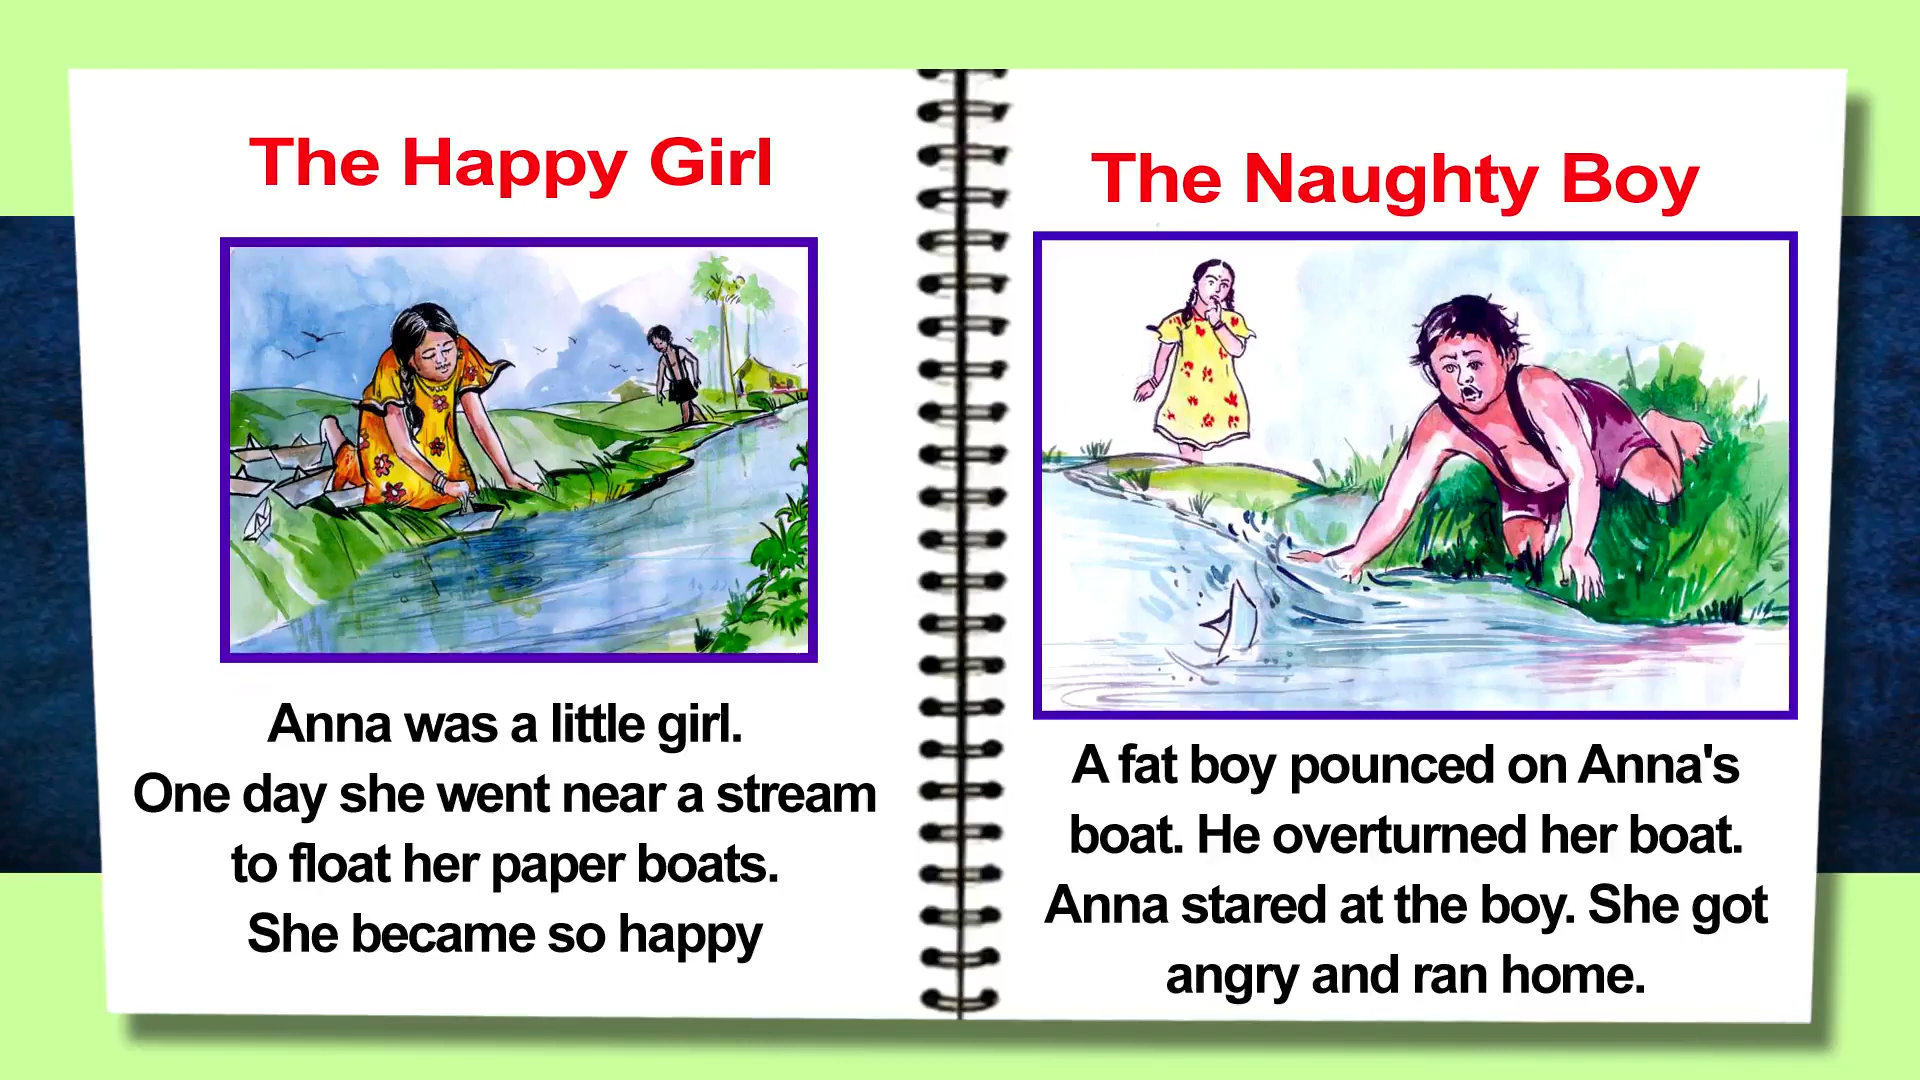 The Happy Girl
Anna was a little girl.
One day she went near a stream
to float her paper boats.
She became so happy
The Naughty Boy
A fat boy pounced on Anna's
boat. He overturned her boat.
Anna stared at the boy. She got
angry and ran home.